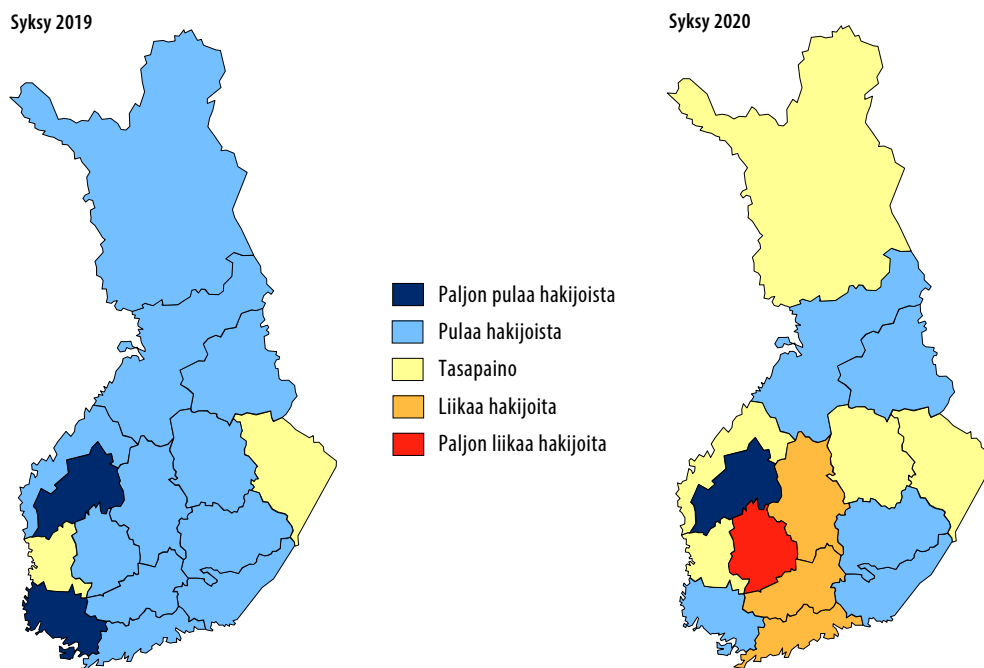 Syksy 2019
Syksy 2020
Paljon pulaa hakijoista
Pulaa hakijoista
Tasapaino
Liikaa hakijoita
Paljon liikaa hakijoita